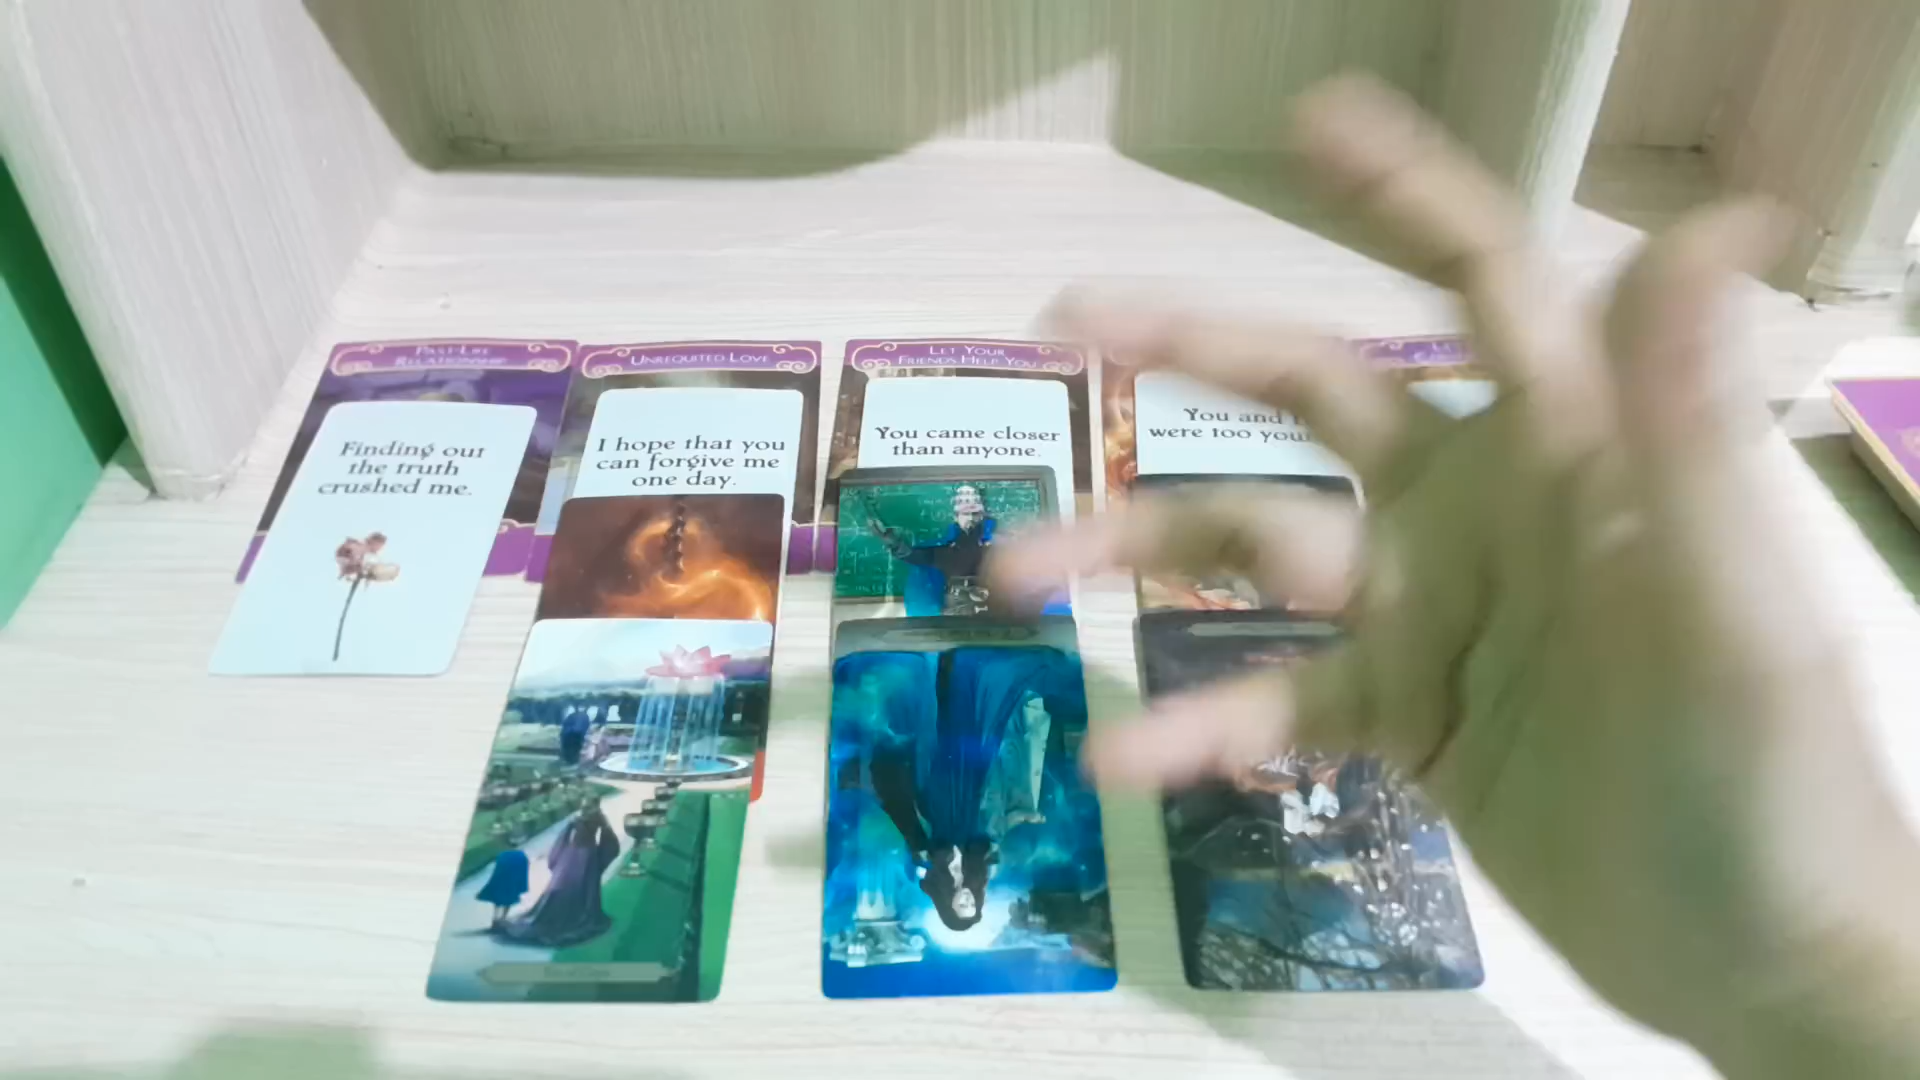 PAST-LIFE
RELATIONSHIP
UNREQUITED LOVE
LET YOUR
FRIENDS HELP YOU
Finding out
the truth
crushed me.
I hope that you
can forgive me
one day.
You came closer
than anyone.
You and
were too